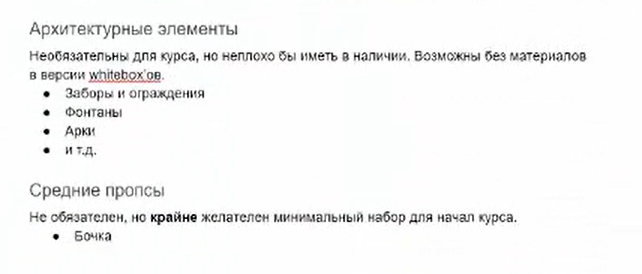 Архитектурные элементы
Необязательны для курса, но неплохо бы иметь в наличии. Возможны без материалов
в версии whitebox'ов.
● Заборы и ограждения
● Фонтаны
● Арки
● и т.д.
Средние пропсы
Не обязателен, но крайне желателен минимальный набор для начал курса.
● Бочка